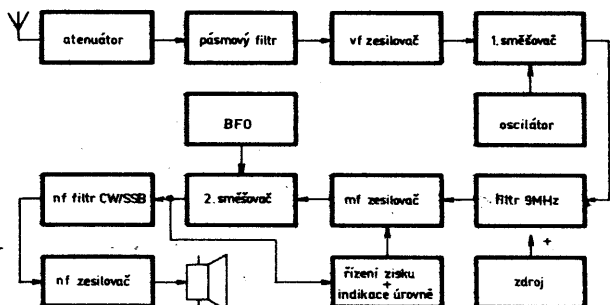 atenuátor
pásmový filtr
vf zesilovač
1. směšovač
BFO
oscilátor
nf filtr CW/SSB
2. směšovač
mf zesilovač
filtr 9MHz
nf zesilovač
řízení zisku
+
indikace úrovně
+
zdroj